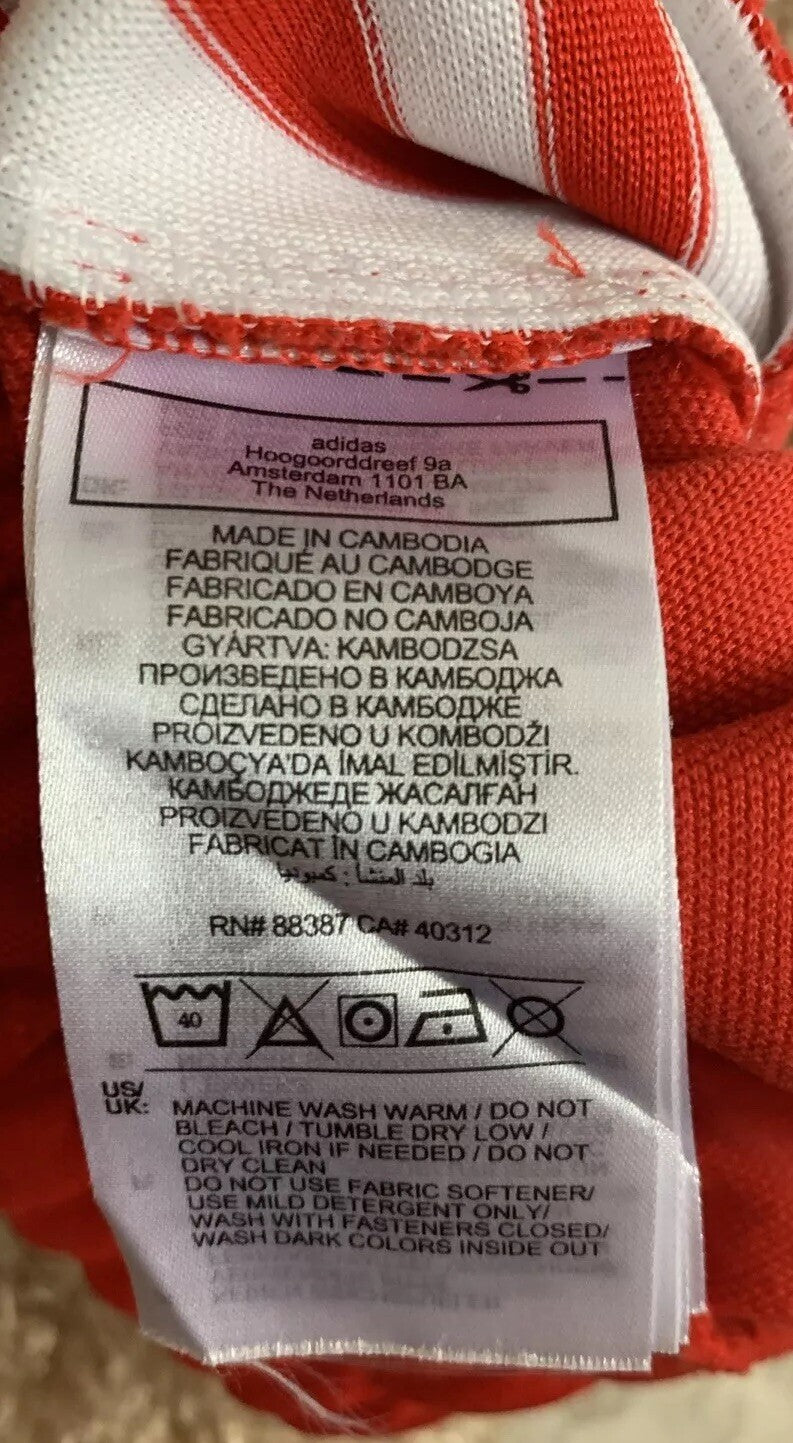 adidas
Hoogoorddreef 9a
Amsterdam 1101 BA
The Netherlands
MADE IN CAMBODIA
FABRIQUÉ AU CAMBODGE
FABRICADO EN CAMBOYA
FABRICADO NO CAMBOJA
GYÁRTVA: KAMBODZSA
ПРОИЗВЕДЕНО В КАМБОДЖА
СДЕЛАНО В КАМБОДЖЕ
PROIZVEDENO U KOMBODŽI
KAMBOÇYA'DA İMAL EDİLMİŞTİR.
КАМБОДЖЕДЕ ЖАСАЛҒАН
PROIZVEDENO U KAMBODZI
FABRICAT ÎN CAMBOGIA
بلد المنشأ: كمبوديا
RN# 88387 CA# 40312
40
US/
UK: MACHINE WASH WARM / DO NOT
BLEACH / TUMBLE DRY LOW /
COOL IRON IF NEEDED / DO NOT
DRY CLEAN
DO NOT USE FABRIC SOFTENER/
USE MILD DETERGENT ONLY/
WASH WITH FASTENERS CLOSED/
WASH DARK COLORS INSIDE OUT